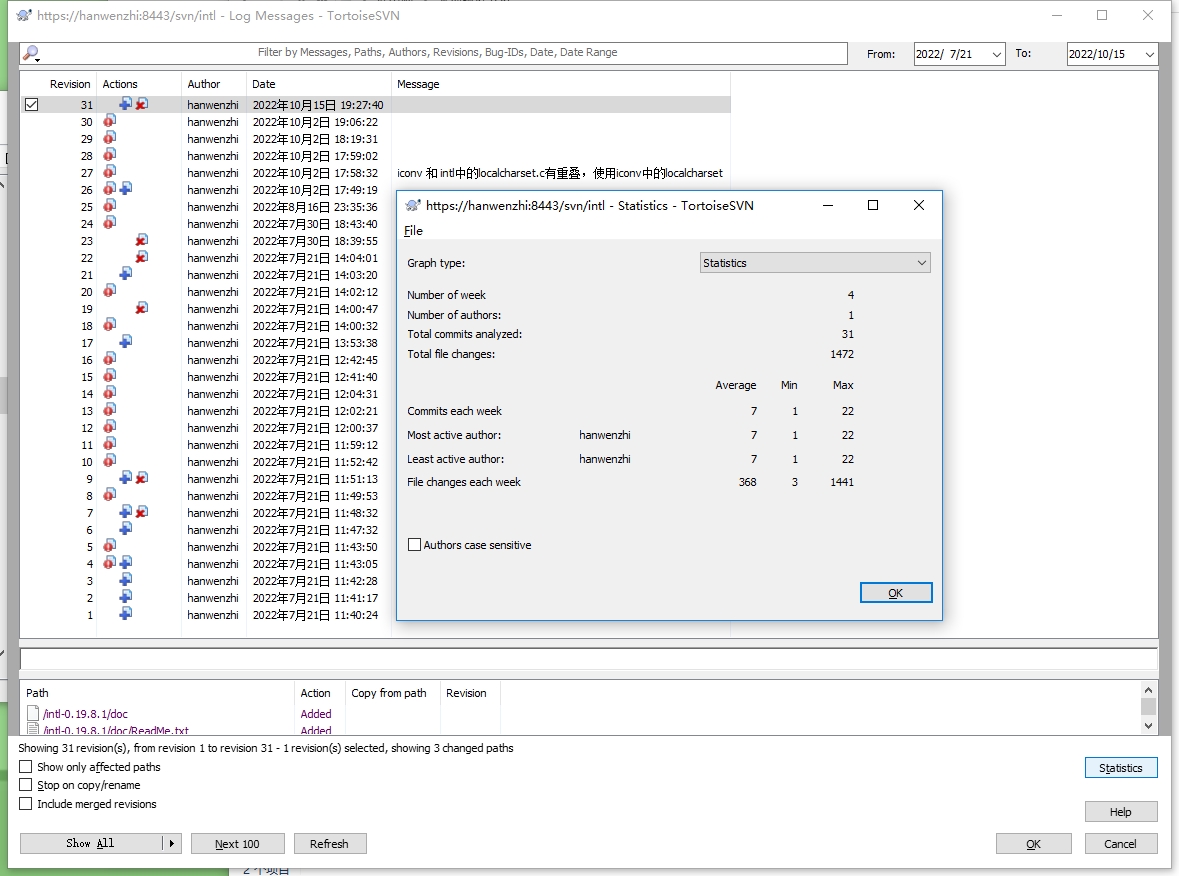 https://hanwenzhi:8443/svn/intl - Log Messages - TortoiseSVN
Filter by Messages, Paths, Authors, Revisions, Bug-IDs, Date, Date Range
From: 2022/ 7/21 To: 2022/10/15
Revision Actions Author Date Message
31 hanwenzhi 2022年10月15日 19:27:40
30 hanwenzhi 2022年10月2日 19:06:22
29 hanwenzhi 2022年10月2日 18:19:31
28 hanwenzhi 2022年10月2日 17:59:02
27 hanwenzhi 2022年10月2日 17:58:32 iconv 和 intl中的localcharset.c有重叠，使用iconv中的localcharset
26 hanwenzhi 2022年10月2日 17:49:19
25 hanwenzhi 2022年8月16日 23:35:36
24 hanwenzhi 2022年7月30日 18:43:40
23 hanwenzhi 2022年7月30日 18:39:55
22 hanwenzhi 2022年7月21日 14:04:01
21 hanwenzhi 2022年7月21日 14:03:20
20 hanwenzhi 2022年7月21日 14:02:12
19 hanwenzhi 2022年7月21日 14:00:47
18 hanwenzhi 2022年7月21日 14:00:32
17 hanwenzhi 2022年7月21日 13:53:38
16 hanwenzhi 2022年7月21日 12:42:45
15 hanwenzhi 2022年7月21日 12:41:40
14 hanwenzhi 2022年7月21日 12:04:31
13 hanwenzhi 2022年7月21日 12:02:21
12 hanwenzhi 2022年7月21日 12:00:37
11 hanwenzhi 2022年7月21日 11:59:12
10 hanwenzhi 2022年7月21日 11:52:42
9 hanwenzhi 2022年7月21日 11:51:13
8 hanwenzhi 2022年7月21日 11:49:53
7 hanwenzhi 2022年7月21日 11:48:32
6 hanwenzhi 2022年7月21日 11:47:32
5 hanwenzhi 2022年7月21日 11:43:50
4 hanwenzhi 2022年7月21日 11:43:05
3 hanwenzhi 2022年7月21日 11:42:28
2 hanwenzhi 2022年7月21日 11:41:17
1 hanwenzhi 2022年7月21日 11:40:24
https://hanwenzhi:8443/svn/intl - Statistics - TortoiseSVN
File
Graph type: Statistics
Number of week 4
Number of authors: 1
Total commits analyzed: 31
Total file changes: 1472
Average Min Max
Commits each week 7 1 22
Most active author: hanwenzhi 7 1 22
Least active author: hanwenzhi 7 1 22
File changes each week 368 3 1441
Authors case sensitive
OK
Path Action Copy from path Revision
/intl-0.19.8.1/doc Added
/intl-0.19.8.1/doc/ReadMe.txt Added
Showing 31 revision(s), from revision 1 to revision 31 - 1 revision(s) selected, showing 3 changed paths
Show only affected paths
Statistics
Stop on copy/rename
Include merged revisions
Help
Show All Next 100 Refresh OK Cancel
2 个项目